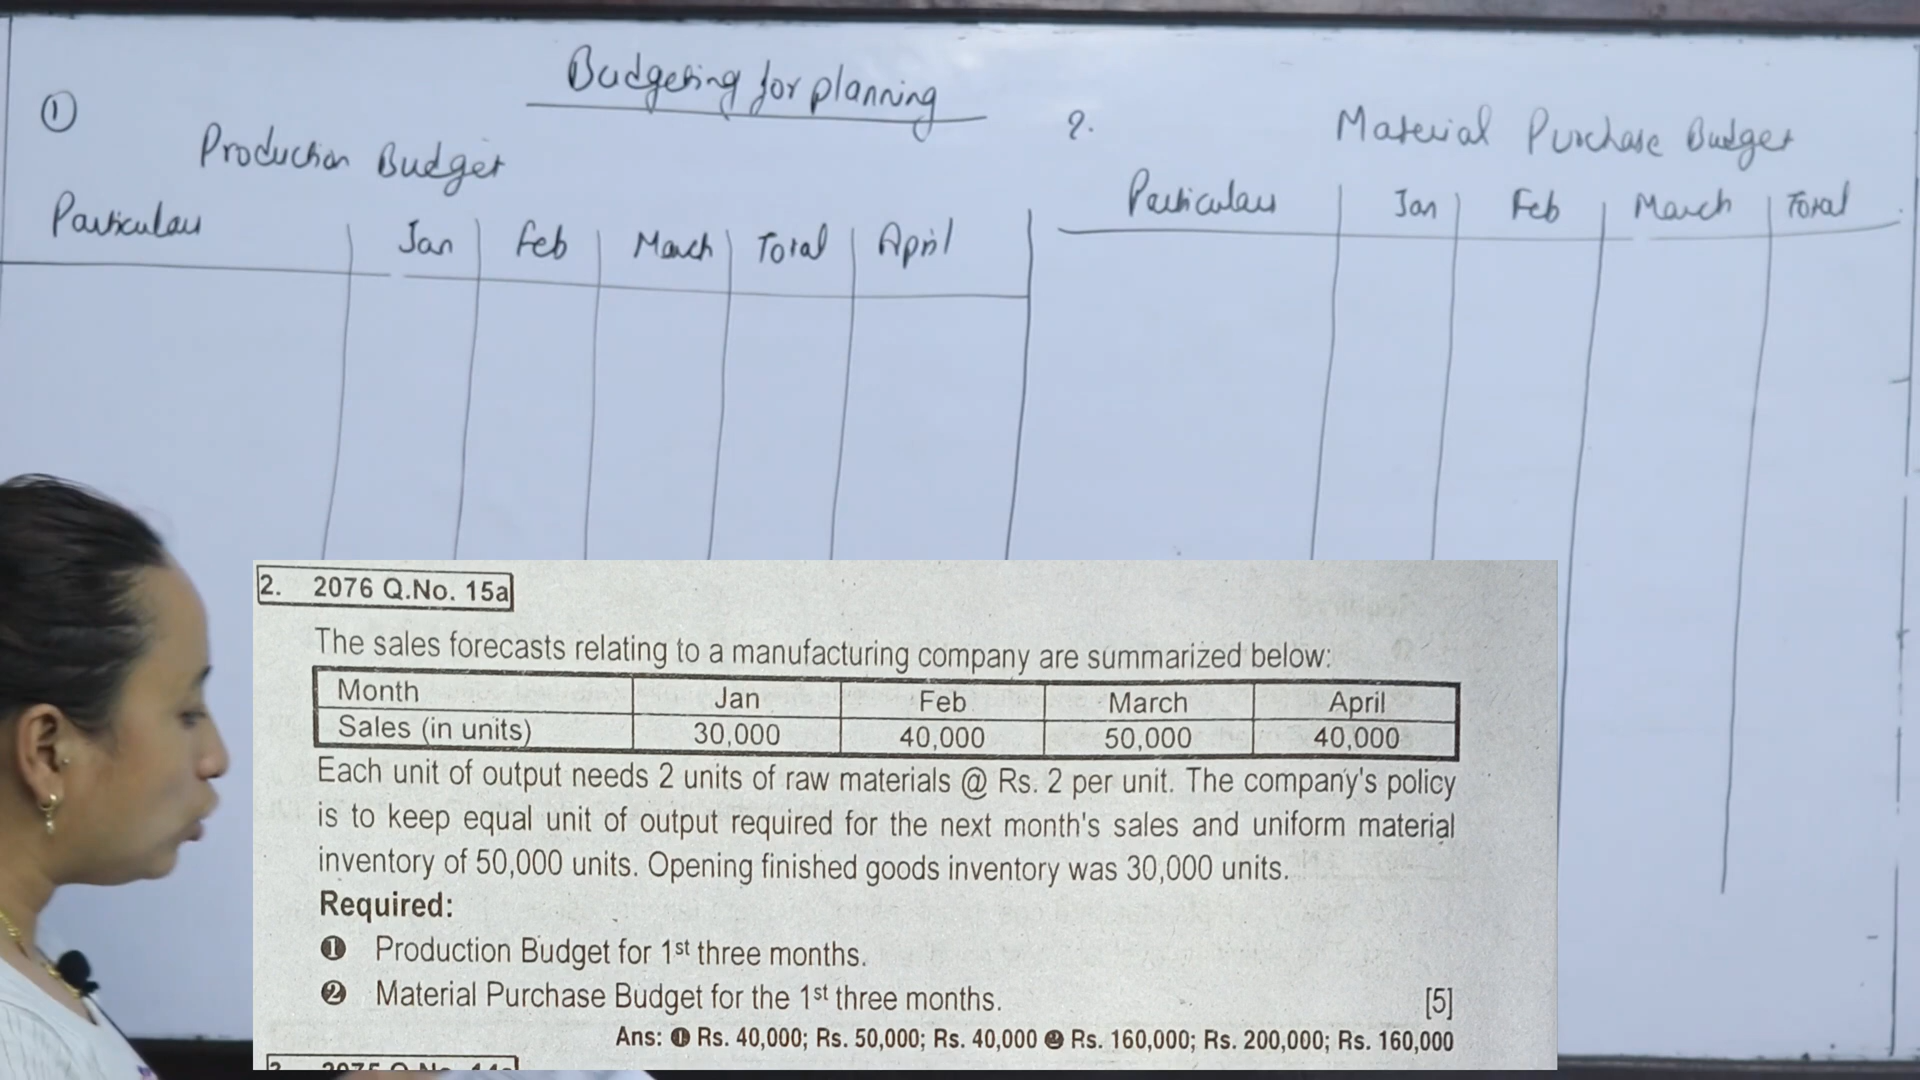 Budgeting for planning
①
Production Budget
Particulars Jan Feb March Total April
2.
Material Purchase Budget
Particulars Jan Feb March Total
2. 2076 Q.No. 15a
The sales forecasts relating to a manufacturing company are summarized below:
Month Jan Feb March April
Sales (in units) 30,000 40,000 50,000 40,000
Each unit of output needs 2 units of raw materials @ Rs. 2 per unit. The company's policy
is to keep equal unit of output required for the next month's sales and uniform material
inventory of 50,000 units. Opening finished goods inventory was 30,000 units.
Required:
❶ Production Budget for 1st three months.
❷ Material Purchase Budget for the 1st three months. [5]
Ans: ❶ Rs. 40,000; Rs. 50,000; Rs. 40,000 ❷ Rs. 160,000; Rs. 200,000; Rs. 160,000